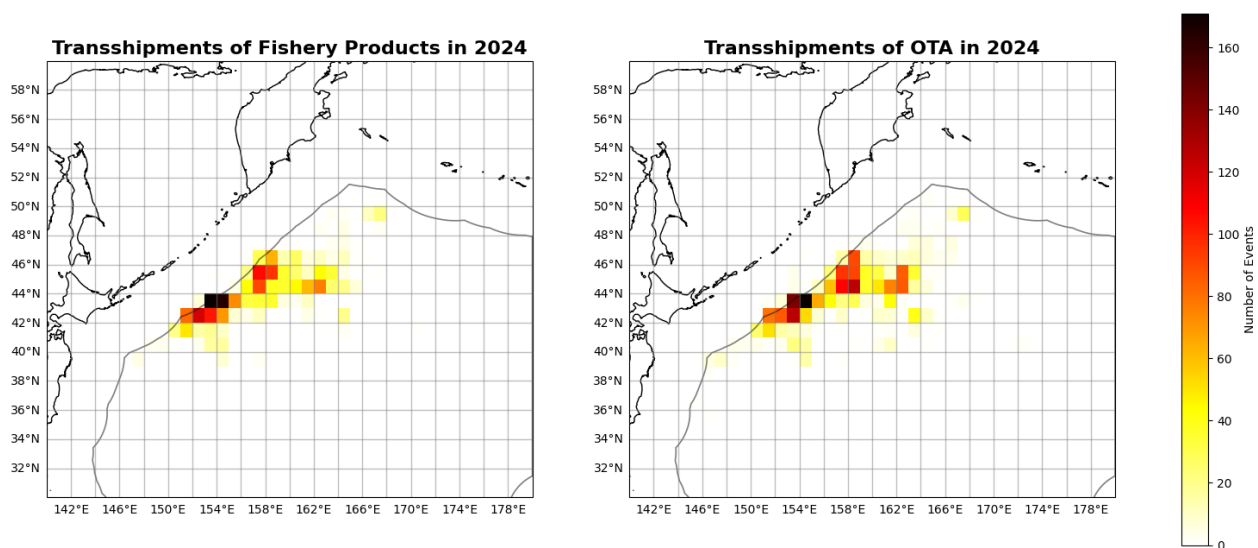 Transshipments of Fishery Products in 2024
58°N
56°N
54°N
52°N
50°N
48°N
46°N
44°N
42°N
40°N
38°N
36°N
34°N
32°N
142°E 146°E 150°E 154°E 158°E 162°E 166°E 170°E 174°E 178°E
Transshipments of OTA in 2024
58°N
56°N
54°N
52°N
50°N
48°N
46°N
44°N
42°N
40°N
38°N
36°N
34°N
32°N
142°E 146°E 150°E 154°E 158°E 162°E 166°E 170°E 174°E 178°E
160
140
120
100
80
60
40
20
0
Number of Events